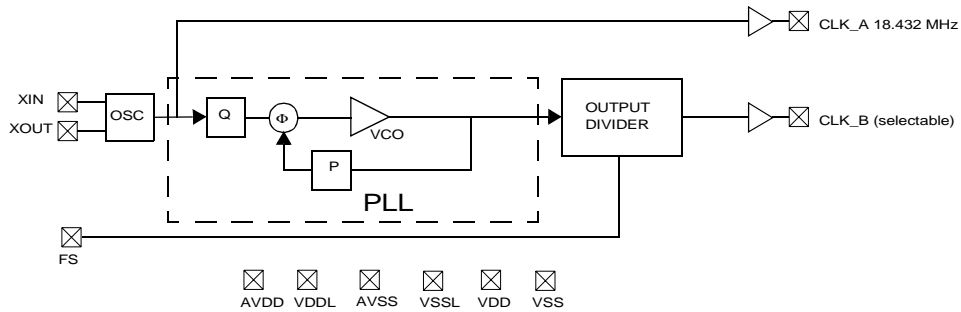 CLK_A 18.432 MHz
XIN
XOUT
OSC
Q
Φ
VCO
P
PLL
OUTPUT
DIVIDER
CLK_B (selectable)
FS
AVDD VDDL AVSS VSSL VDD VSS